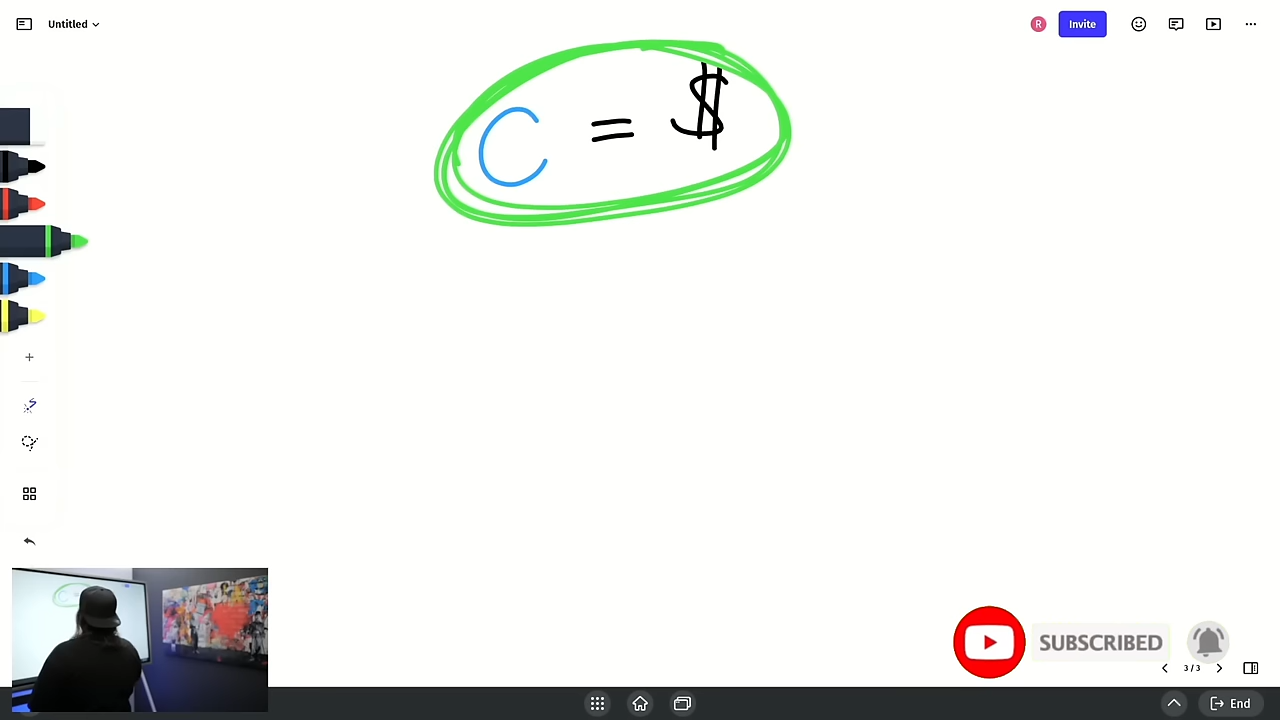 Untitled
R
Invite
C = $
SUBSCRIBED
3/3
End